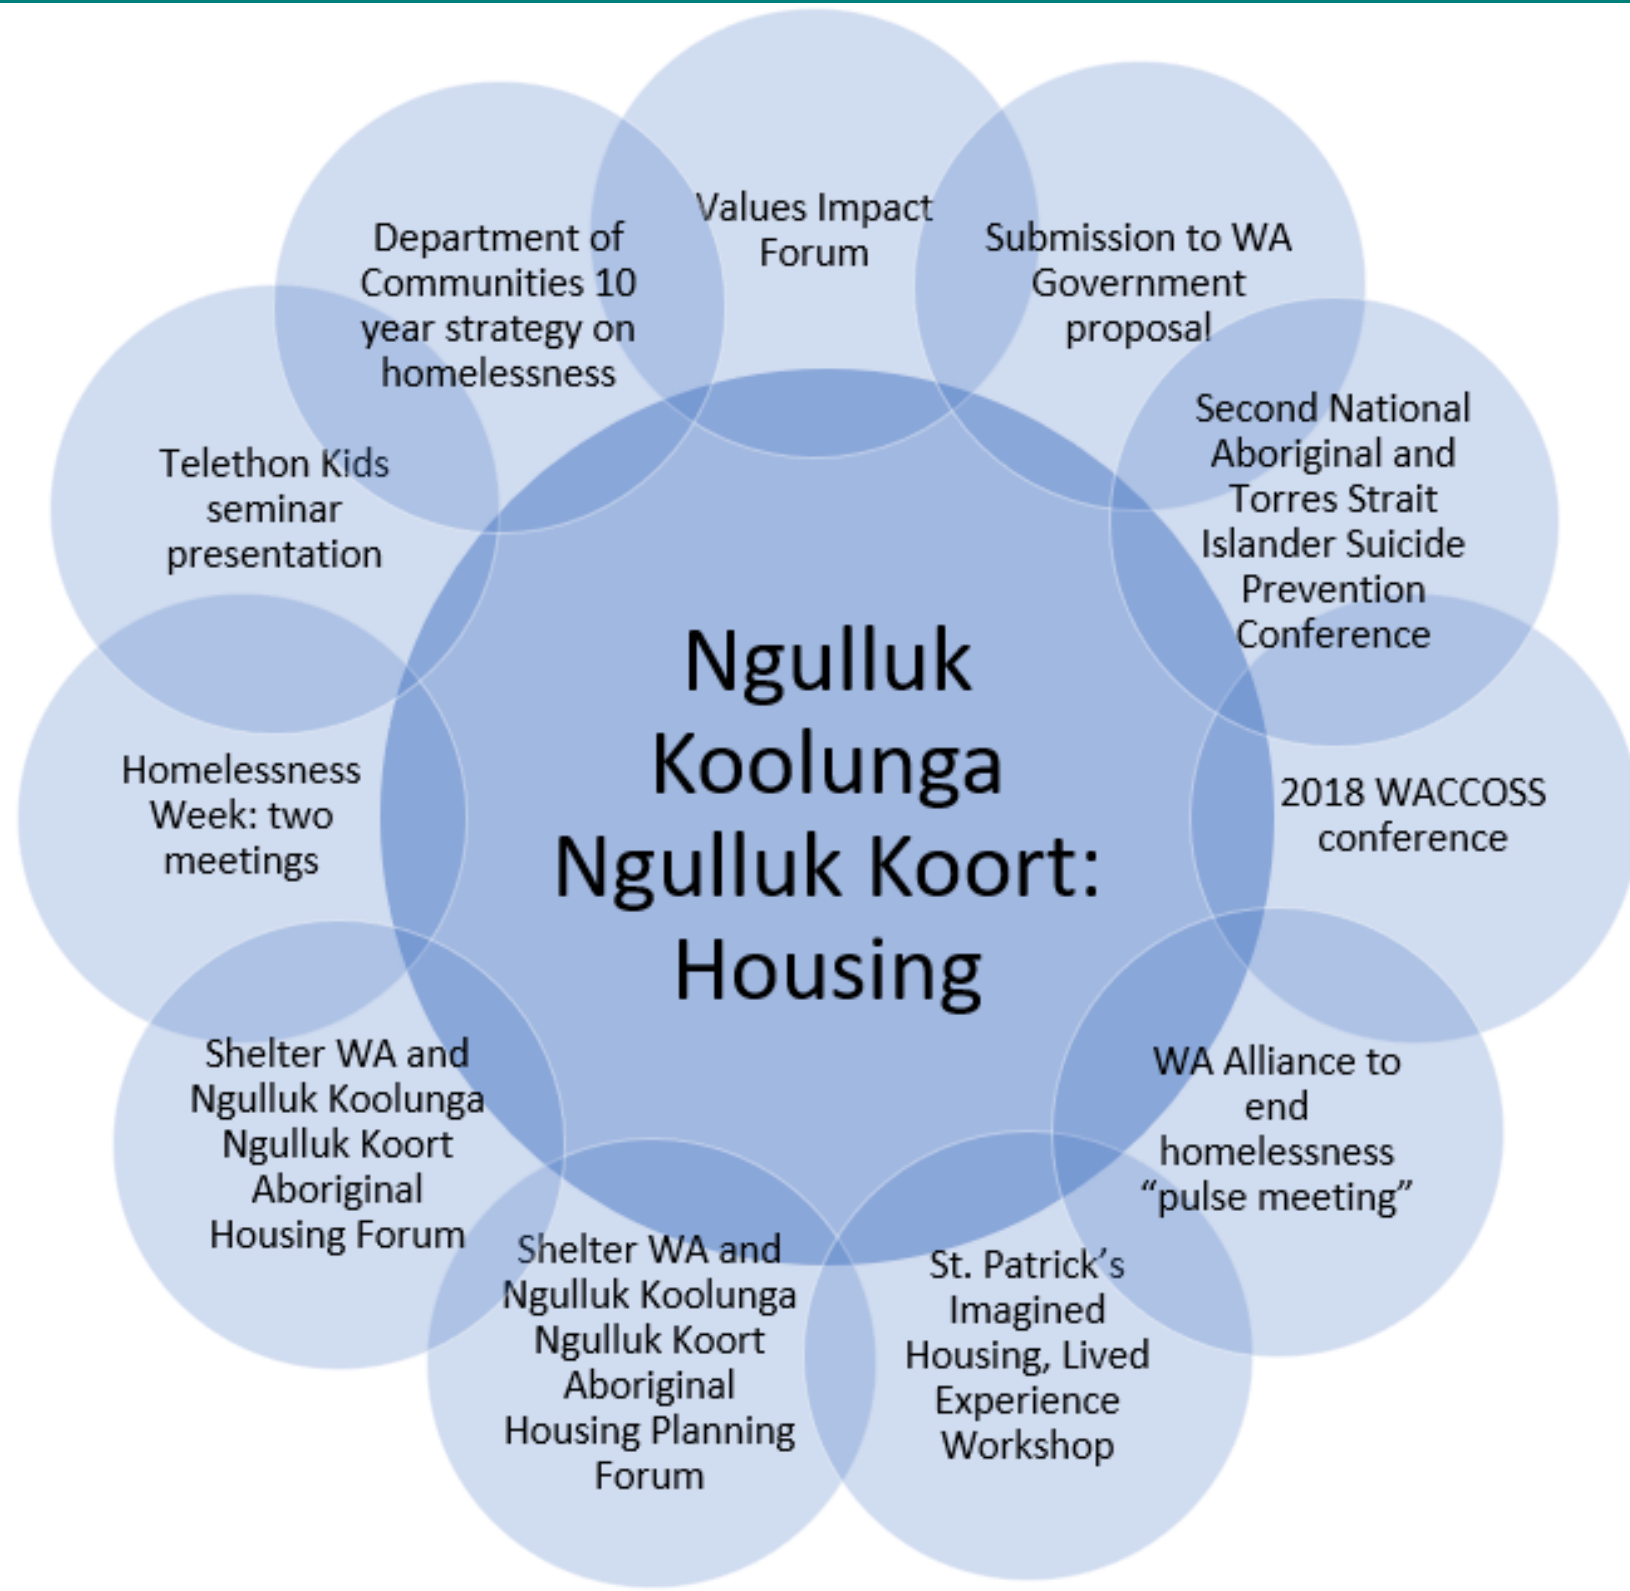 Values Impact
Forum
Submission to WA
Government
proposal
Second National
Aboriginal and
Torres Strait
Islander Suicide
Prevention
Conference
2018 WACCOSS
conference
WA Alliance to
end
homelessness
“pulse meeting”
St. Patrick’s
Imagined
Housing, Lived
Experience
Workshop
Shelter WA and
Ngulluk Koolunga
Ngulluk Koort
Aboriginal
Housing Planning
Forum
Shelter WA and
Ngulluk Koolunga
Ngulluk Koort
Aboriginal
Housing Forum
Homelessness
Week: two
meetings
Telethon Kids
seminar
presentation
Department of
Communities 10
year strategy on
homelessness
Ngulluk
Koolunga
Ngulluk Koort:
Housing